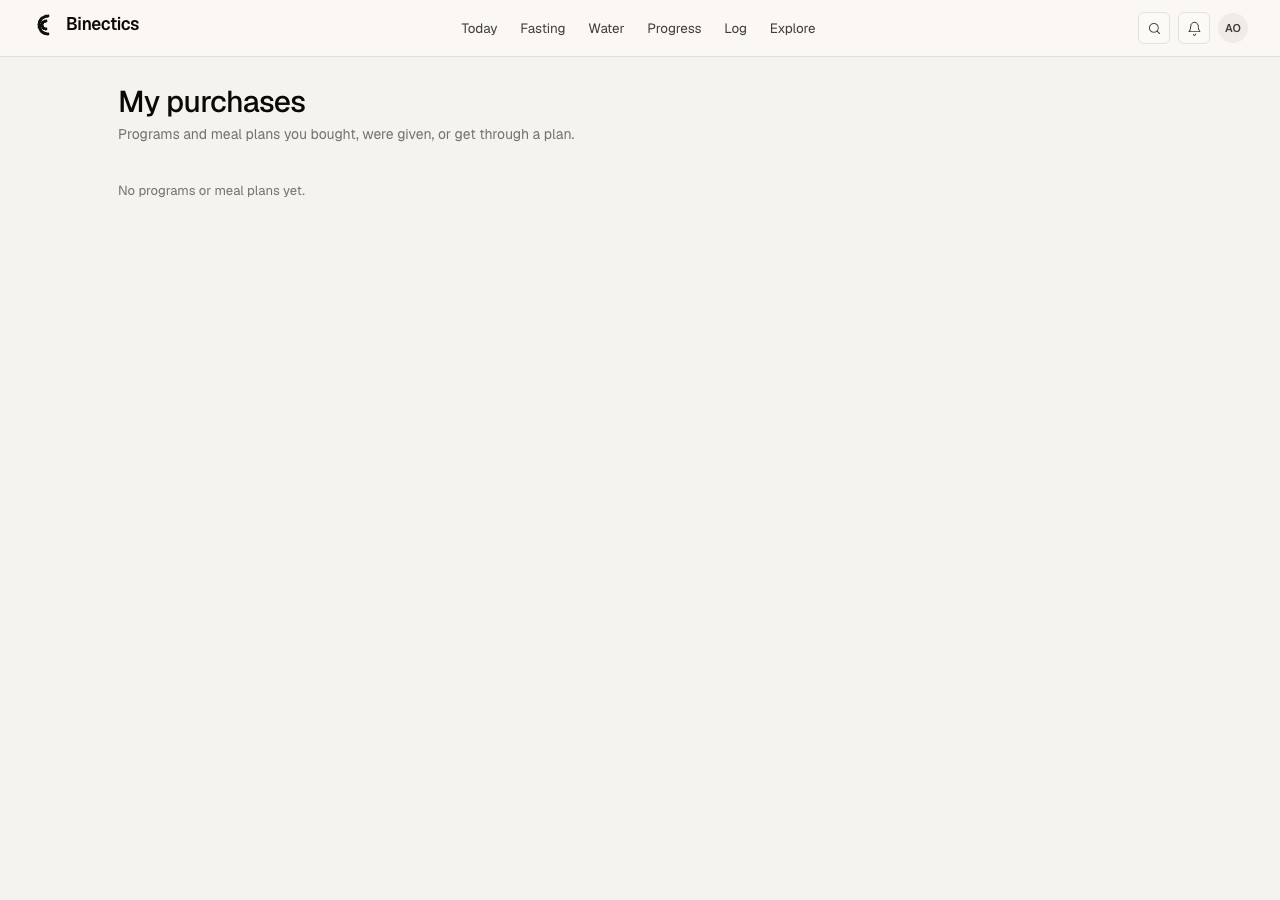 Binectics
Today Fasting Water Progress Log Explore
AO
My purchases
Programs and meal plans you bought, were given, or get through a plan.
No programs or meal plans yet.